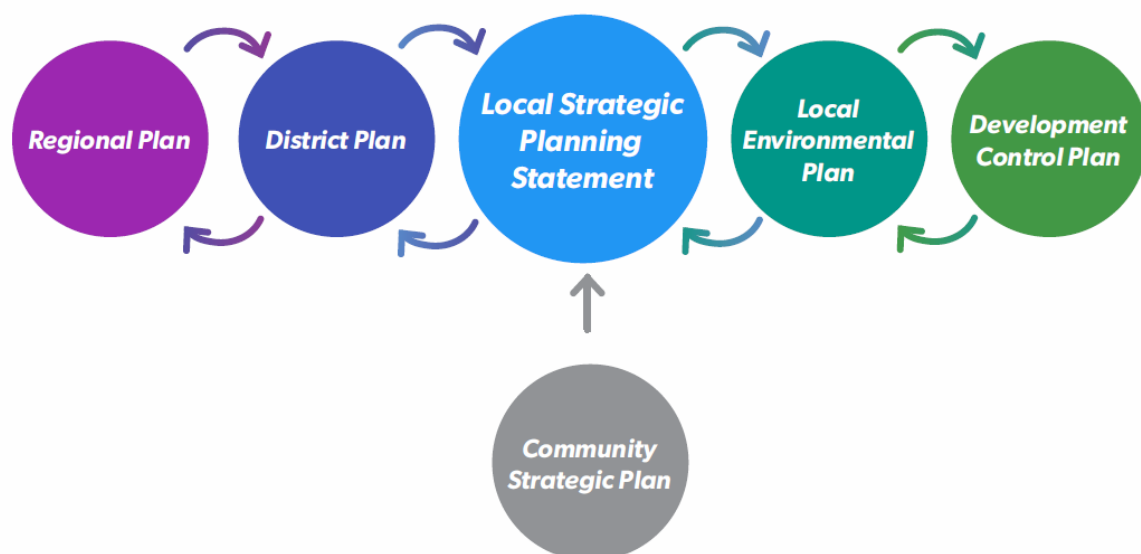 Regional Plan
District Plan
Local Strategic
Planning
Statement
Local
Environmental
Plan
Development
Control Plan
Community
Strategic Plan